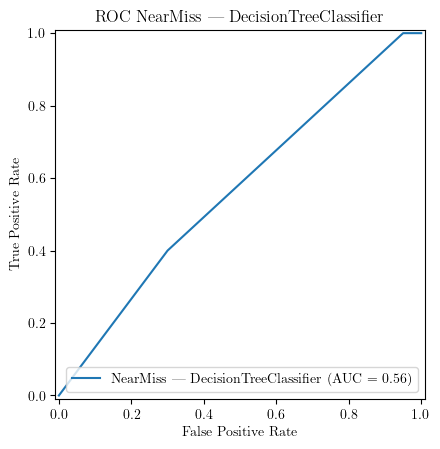 ROC NearMiss — DecisionTreeClassifier
True Positive Rate
1.0
0.8
0.6
0.4
0.2
0.0
NearMiss — DecisionTreeClassifier (AUC = 0.56)
0.0 0.2 0.4 0.6 0.8 1.0
False Positive Rate